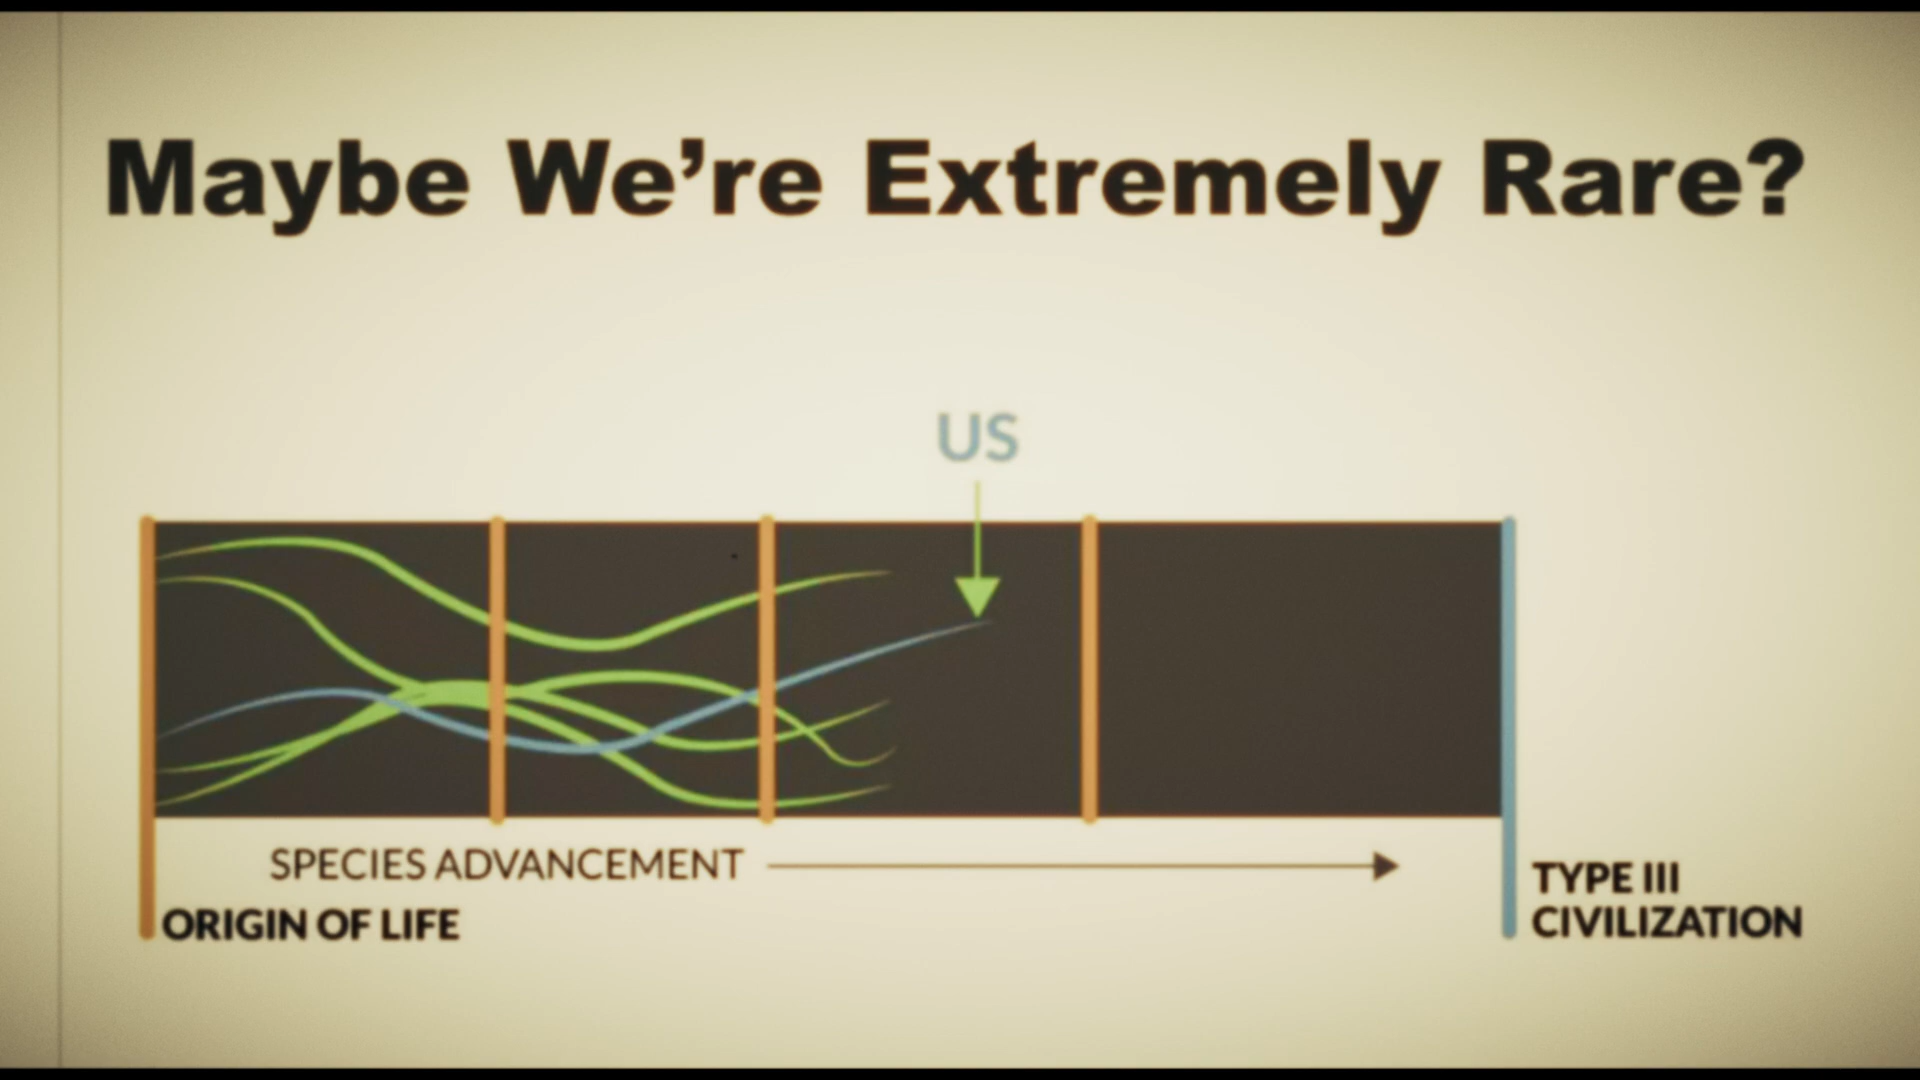 Maybe We’re Extremely Rare?
US
SPECIES ADVANCEMENT
ORIGIN OF LIFE
TYPE III
CIVILIZATION